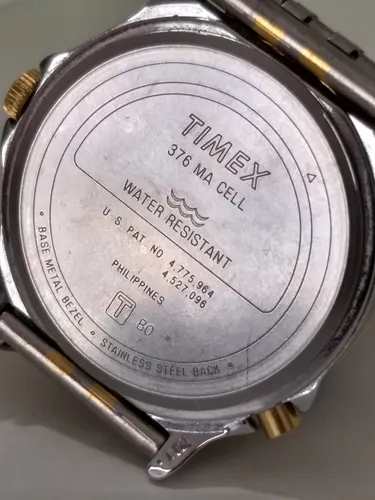 TIMEX
376 MA CELL
WATER RESISTANT
U S PAT. NO 4,775,964
4,527,096
PHILIPPINES
T BO
• BASE METAL BEZEL • STAINLESS STEEL BACK •